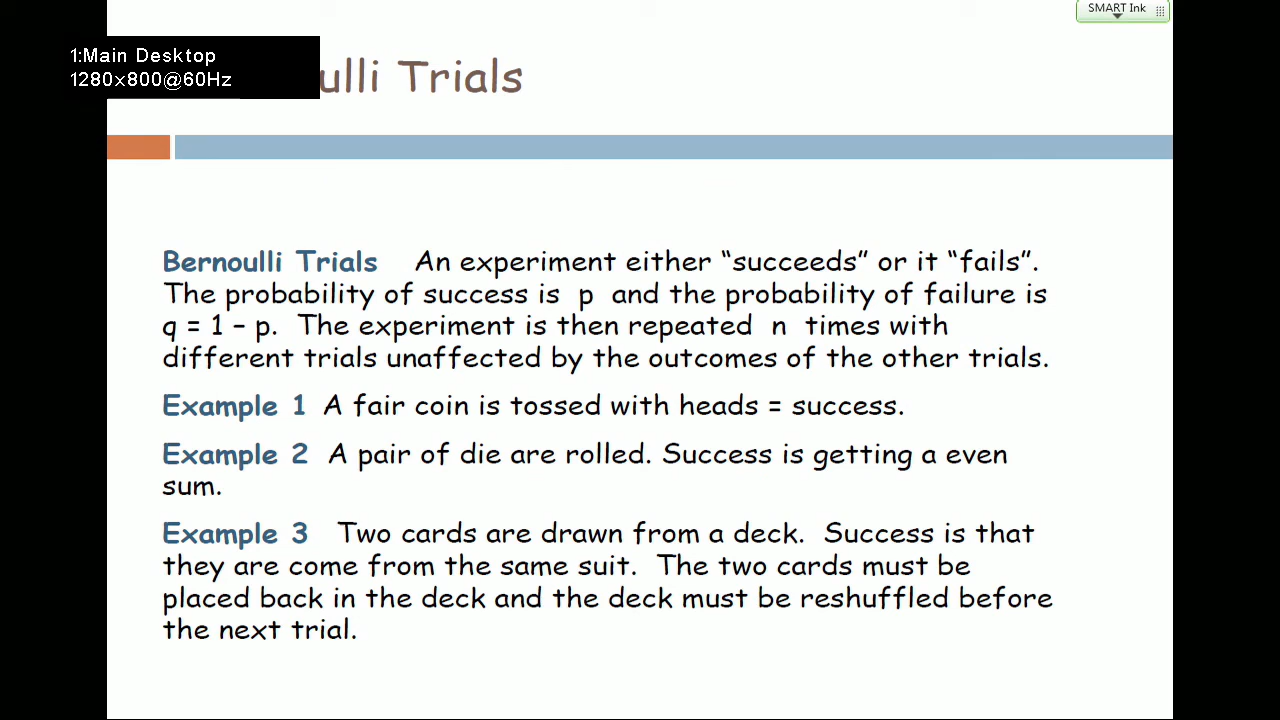 SMART Ink
1:Main Desktop
1280x800@60Hz
ulli Trials
Bernoulli Trials An experiment either “succeeds” or it “fails”.
The probability of success is p and the probability of failure is
q = 1 – p. The experiment is then repeated n times with
different trials unaffected by the outcomes of the other trials.
Example 1 A fair coin is tossed with heads = success.
Example 2 A pair of die are rolled. Success is getting a even
sum.
Example 3 Two cards are drawn from a deck. Success is that
they are come from the same suit. The two cards must be
placed back in the deck and the deck must be reshuffled before
the next trial.